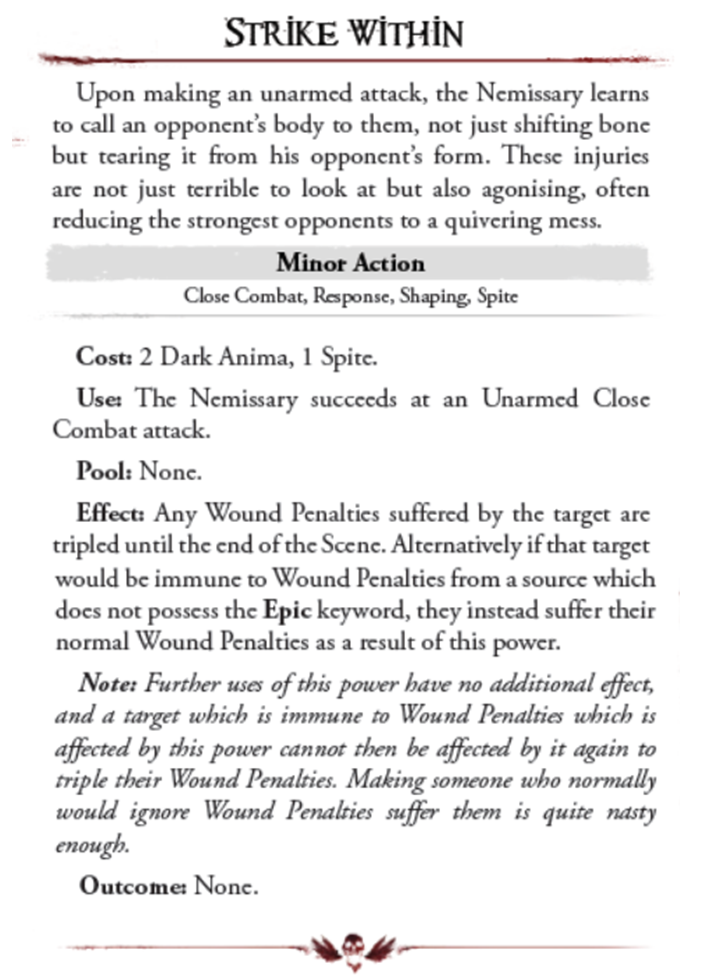 STRIKE WITHIN
Upon making an unarmed attack, the Nemissary learns
to call an opponent's body to them, not just shifting bone
but tearing it from his opponent's form. These injuries
are not just terrible to look at but also agonising, often
reducing the strongest opponents to a quivering mess.
Minor Action
Close Combat, Response, Shaping, Spite
Cost: 2 Dark Anima, 1 Spite.
Use: The Nemissary succeeds at an Unarmed Close
Combat attack.
Pool: None.
Effect: Any Wound Penalties suffered by the target are
tripled until the end of the Scene. Alternatively if that target
would be immune to Wound Penalties from a source which
does not possess the Epic keyword, they instead suffer their
normal Wound Penalties as a result of this power.
Note: Further uses of this power have no additional effect,
and a target which is immune to Wound Penalties which is
affected by this power cannot then be affected by it again to
triple their Wound Penalties. Making someone who normally
would ignore Wound Penalties suffer them is quite nasty
enough.
Outcome: None.